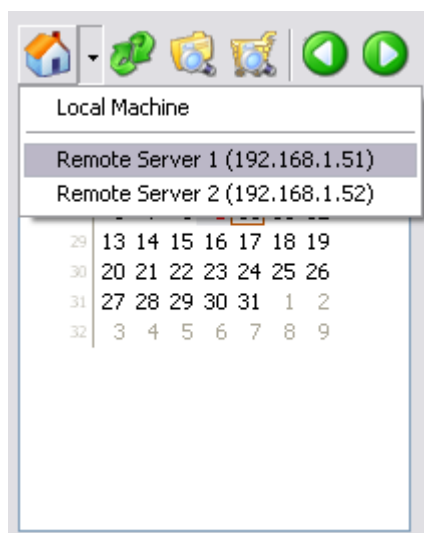 Local Machine
Remote Server 1 (192.168.1.51)
Remote Server 2 (192.168.1.52)
29 13 14 15 16 17 18 19
30 20 21 22 23 24 25 26
31 27 28 29 30 31 1 2
32 3 4 5 6 7 8 9